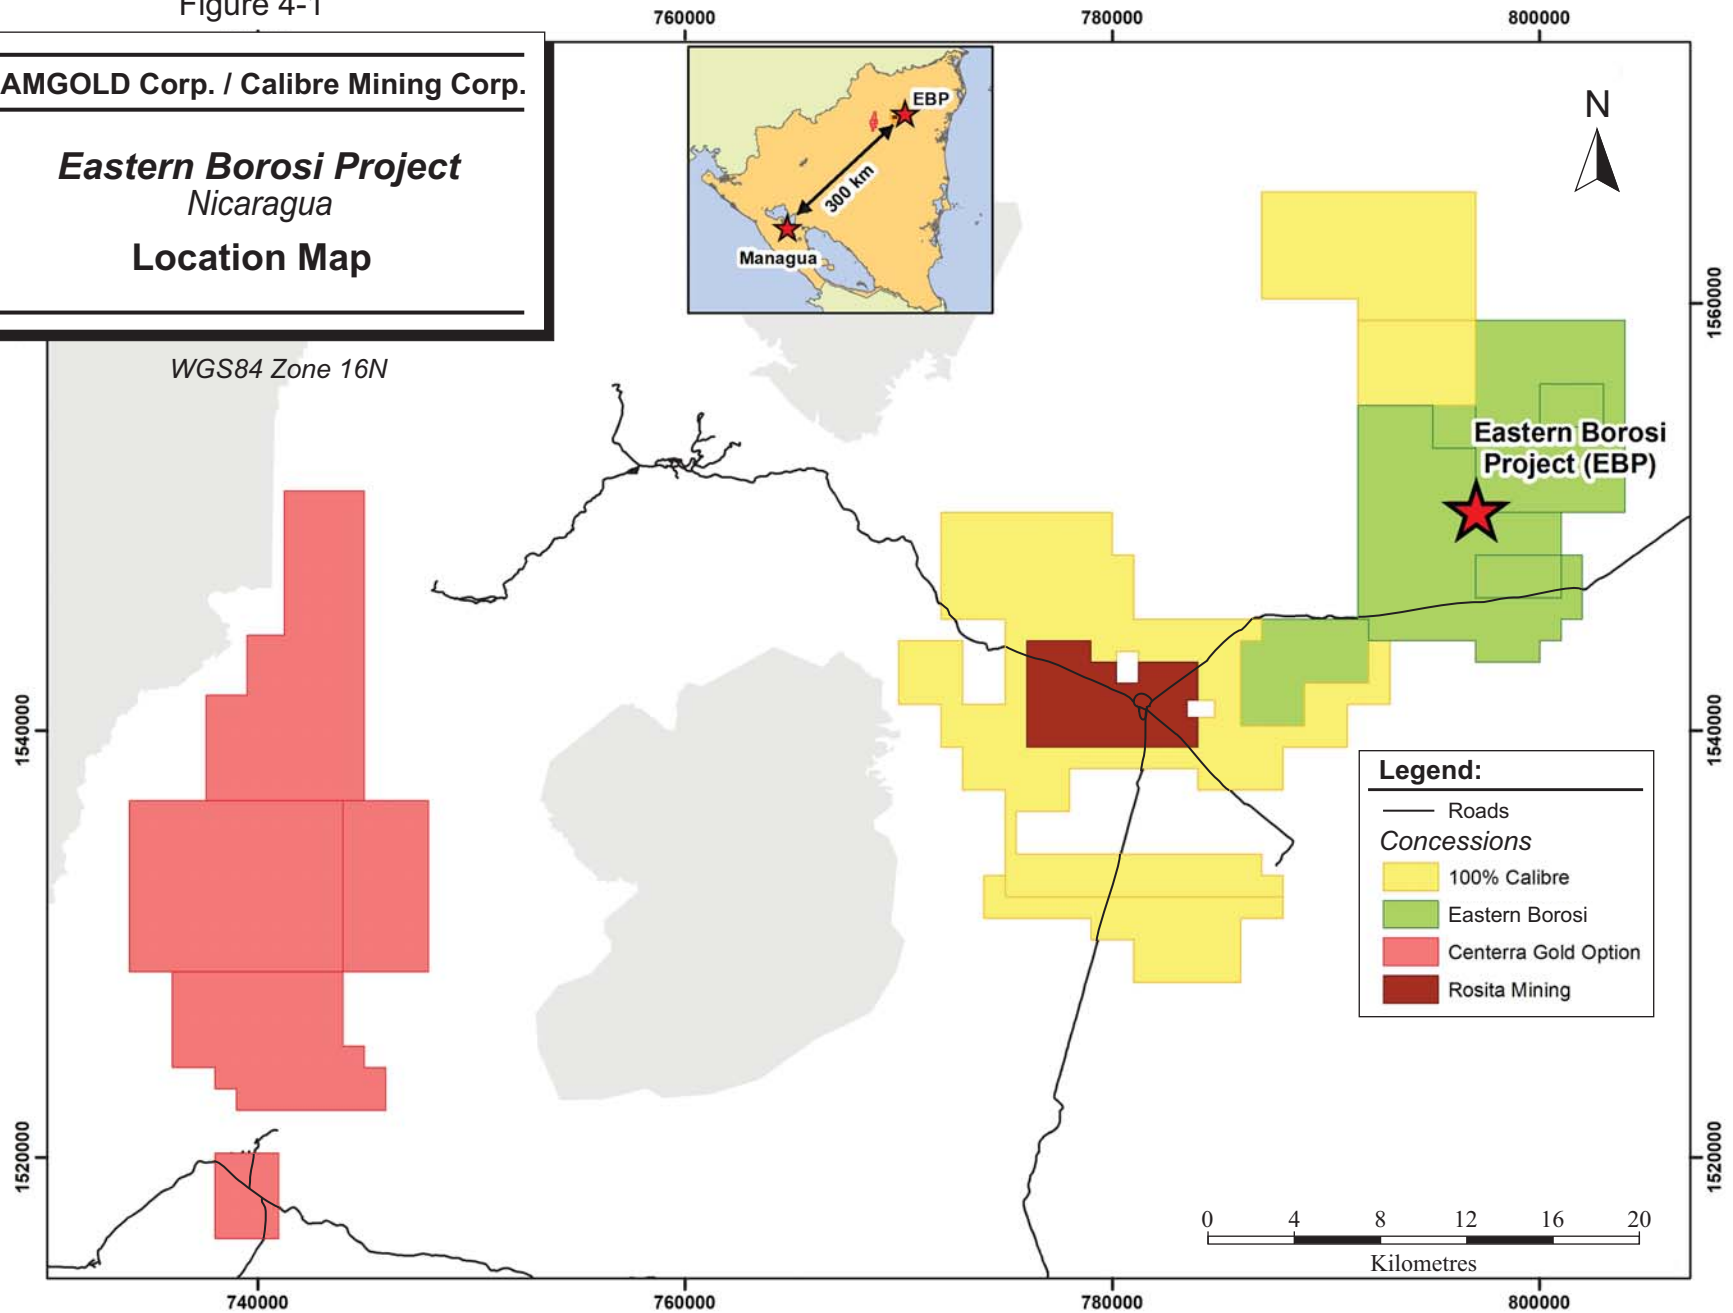 Figure 4-1
AMGOLD Corp. / Calibre Mining Corp.
Eastern Borosi Project
Nicaragua
Location Map
WGS84 Zone 16N
760000
780000
800000
EBP
300 km
Managua
N
1560000
1560000
Eastern Borosi
Project (EBP)
1540000
1540000
Legend:
Roads
Concessions
100% Calibre
Eastern Borosi
Centerra Gold Option
Rosita Mining
1520000
1520000
0 4 8 12 16 20
Kilometres
740000
760000
780000
800000